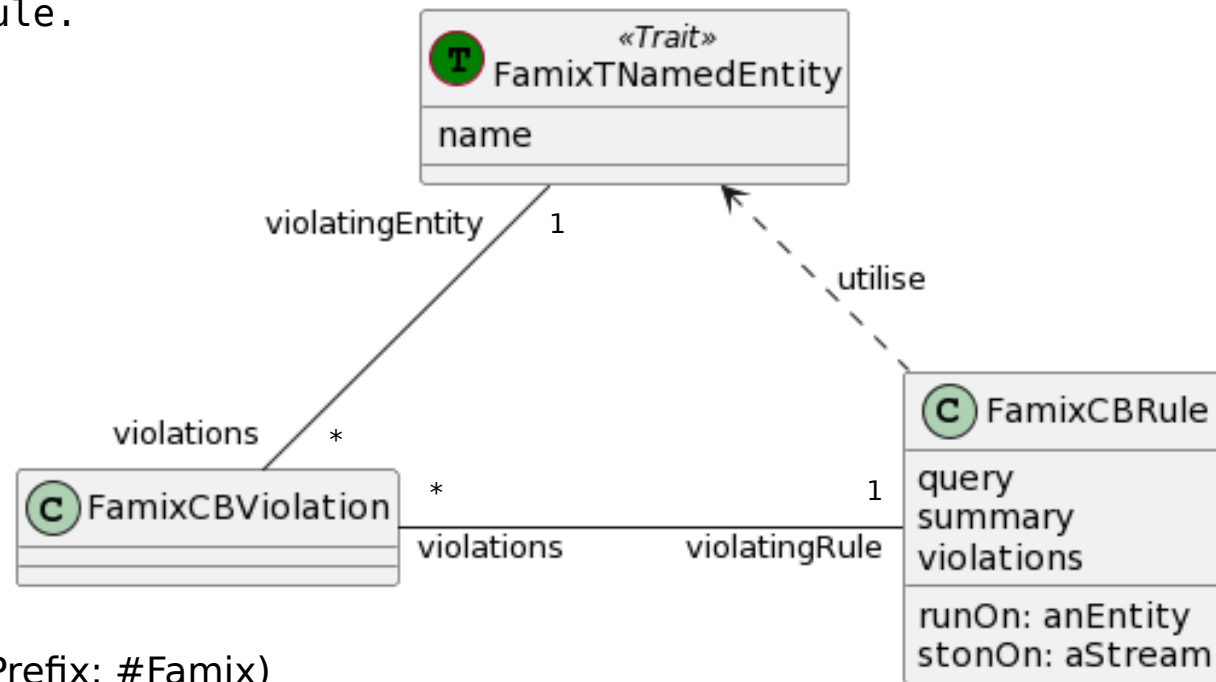 ule.
«Trait»
T FamixTNamedEntity
name
violatingEntity 1
utilise
violations *
C FamixCBRule
C FamixCBViolation
* 1
query
summary
violations
violations violatingRule
runOn: anEntity
stonOn: aStream
Prefix: #Famix)